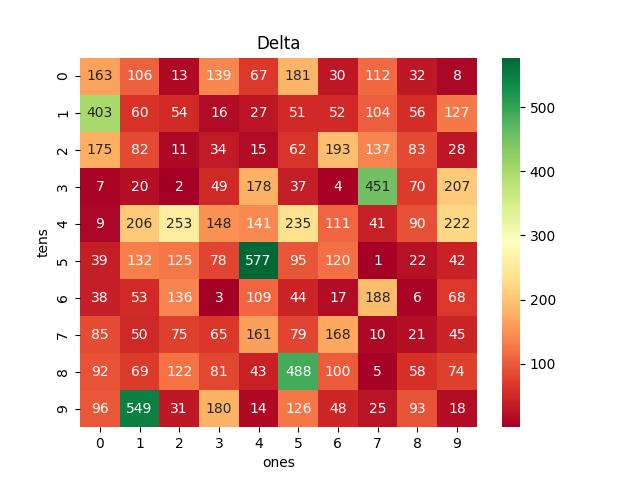 Delta
0 163 106 13 139 67 181 30 112 32 8
1 403 60 54 16 27 51 52 104 56 127
2 175 82 11 34 15 62 193 137 83 28
3 7 20 2 49 178 37 4 451 70 207
4 9 206 253 148 141 235 111 41 90 222
5 39 132 125 78 577 95 120 1 22 42
6 38 53 136 3 109 44 17 188 6 68
7 85 50 75 65 161 79 168 10 21 45
8 92 69 122 81 43 488 100 5 58 74
9 96 549 31 180 14 126 48 25 93 18
0 1 2 3 4 5 6 7 8 9
ones
tens
500
400
300
200
100